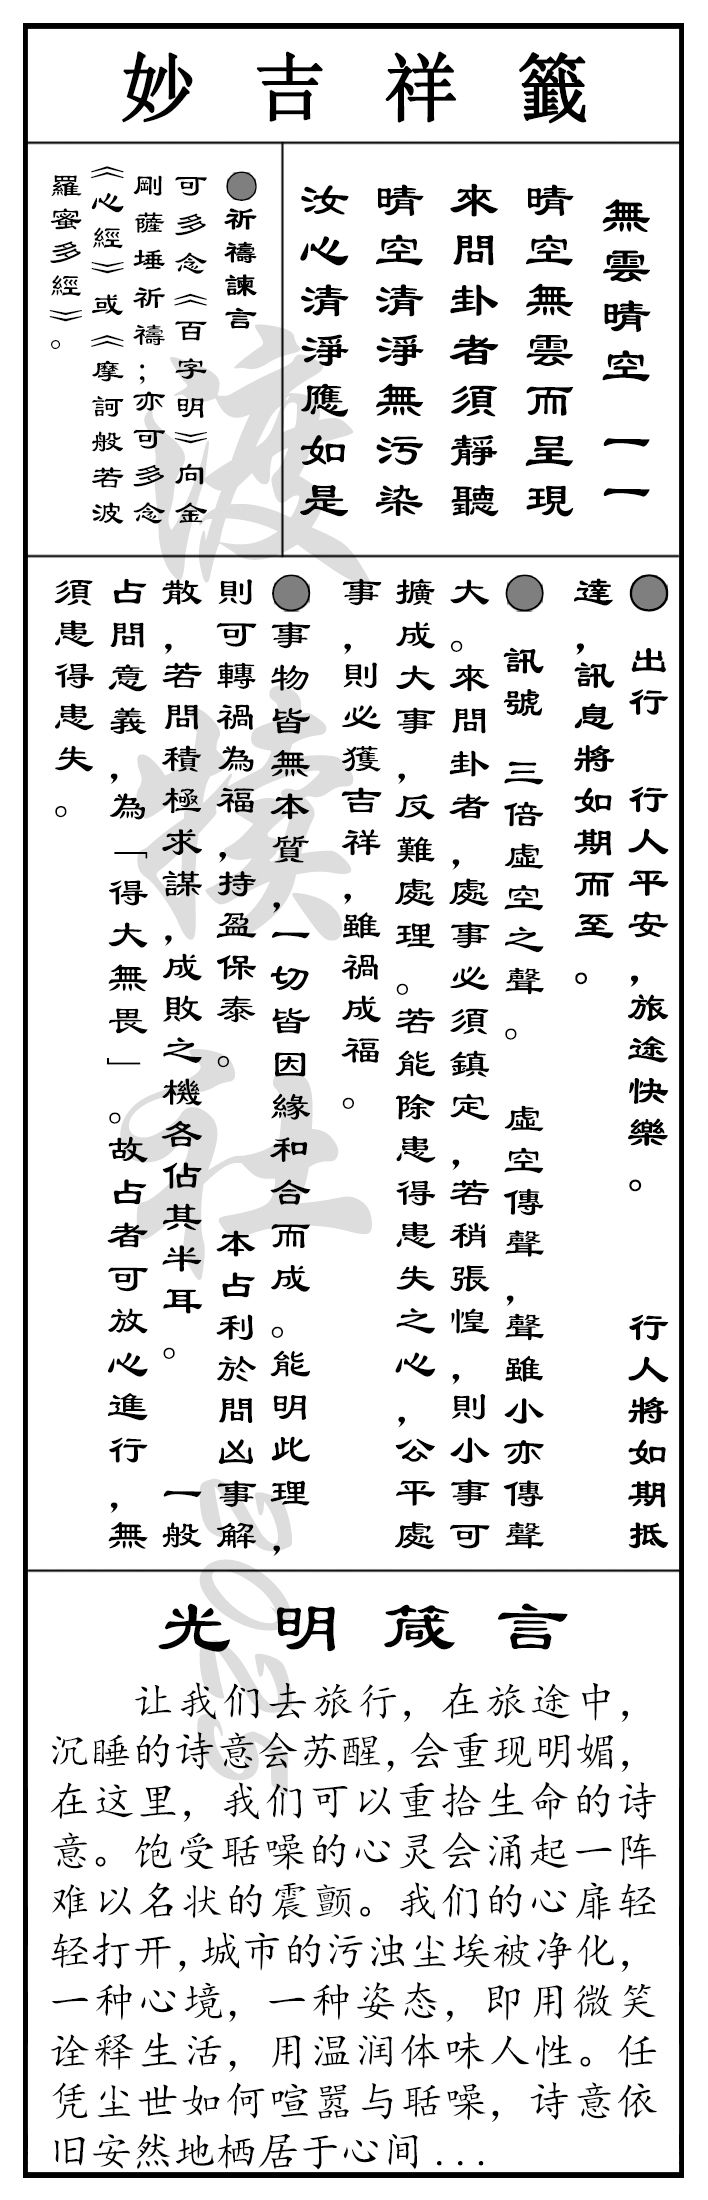 妙吉祥籤
無雲晴空 一一
晴空無雲而呈現
來問卦者須靜聽
晴空清淨無污染
汝心清淨應如是
●祈禱諫言
可多念《百字明》向金
剛薩埵祈禱；亦可多念
《心經》或《摩訶般若波
羅蜜多經》。
● 出行 行人平安，旅途快樂。 行人將如期抵
達，訊息將如期而至。
● 訊號 三倍虛空之聲。 虛空傳聲，聲雖小亦傳聲
大。來問卦者，處事必須鎮定，若稍張惶，則小事可
擴成大事，反難處理。若能除患得患失之心，公平處
事，則必獲吉祥，雖禍成福。
●事物皆無本質，一切皆因緣和合而成。能明此理，
則可轉禍為福，持盈保泰。 本占利於問凶事解
散，若問積極求謀，成敗之機各佔其半耳。 一般
占問意義，為「得大無畏」。故占者可放心進行，無
須患得患失。
光明箴言
让我们去旅行，在旅途中，
沉睡的诗意会苏醒，会重现明媚，
在这里，我们可以重拾生命的诗
意。饱受聒噪的心灵会涌起一阵
难以名状的震颤。我们的心扉轻
轻打开，城市的污浊尘埃被净化，
一种心境，一种姿态，即用微笑
诠释生活，用温润体味人性。任
凭尘世如何喧嚣与聒噪，诗意依
旧安然地栖居于心间...
渡
社
2025